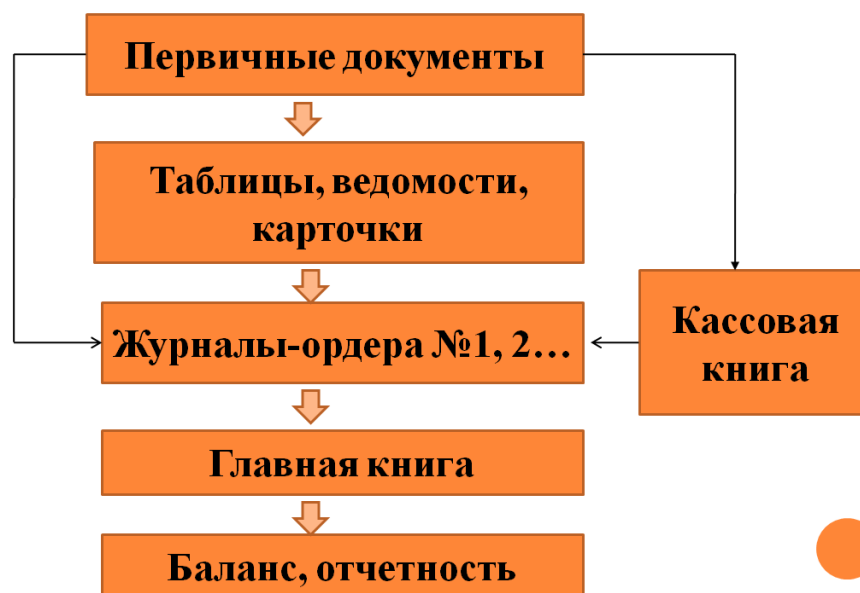 Первичные документы
Таблицы, ведомости,
карточки
Журналы-ордера №1, 2…
Кассовая
книга
Главная книга
Баланс, отчетность